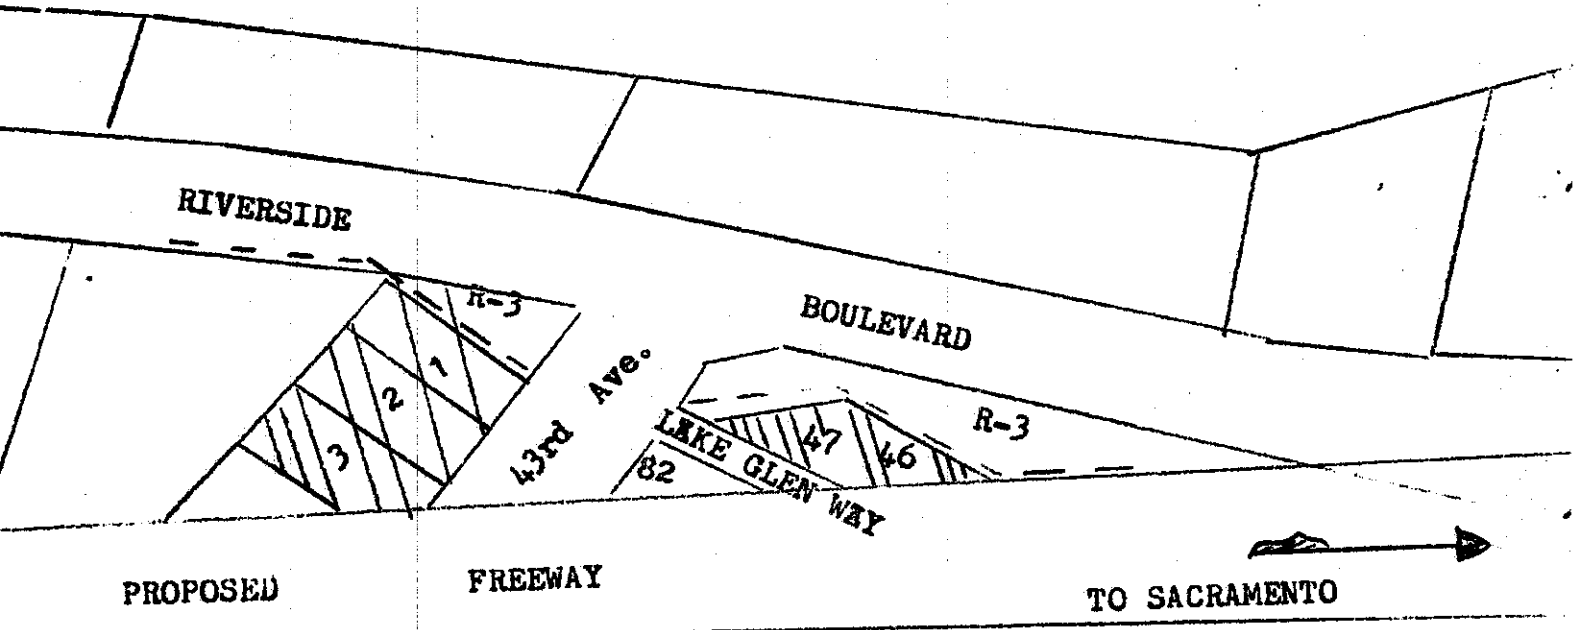 RIVERSIDE
R-3
BOULEVARD
1
2
3
43rd Ave.
R-3
47
46
LAKE GLEN WAY
82
PROPOSED FREEWAY
TO SACRAMENTO